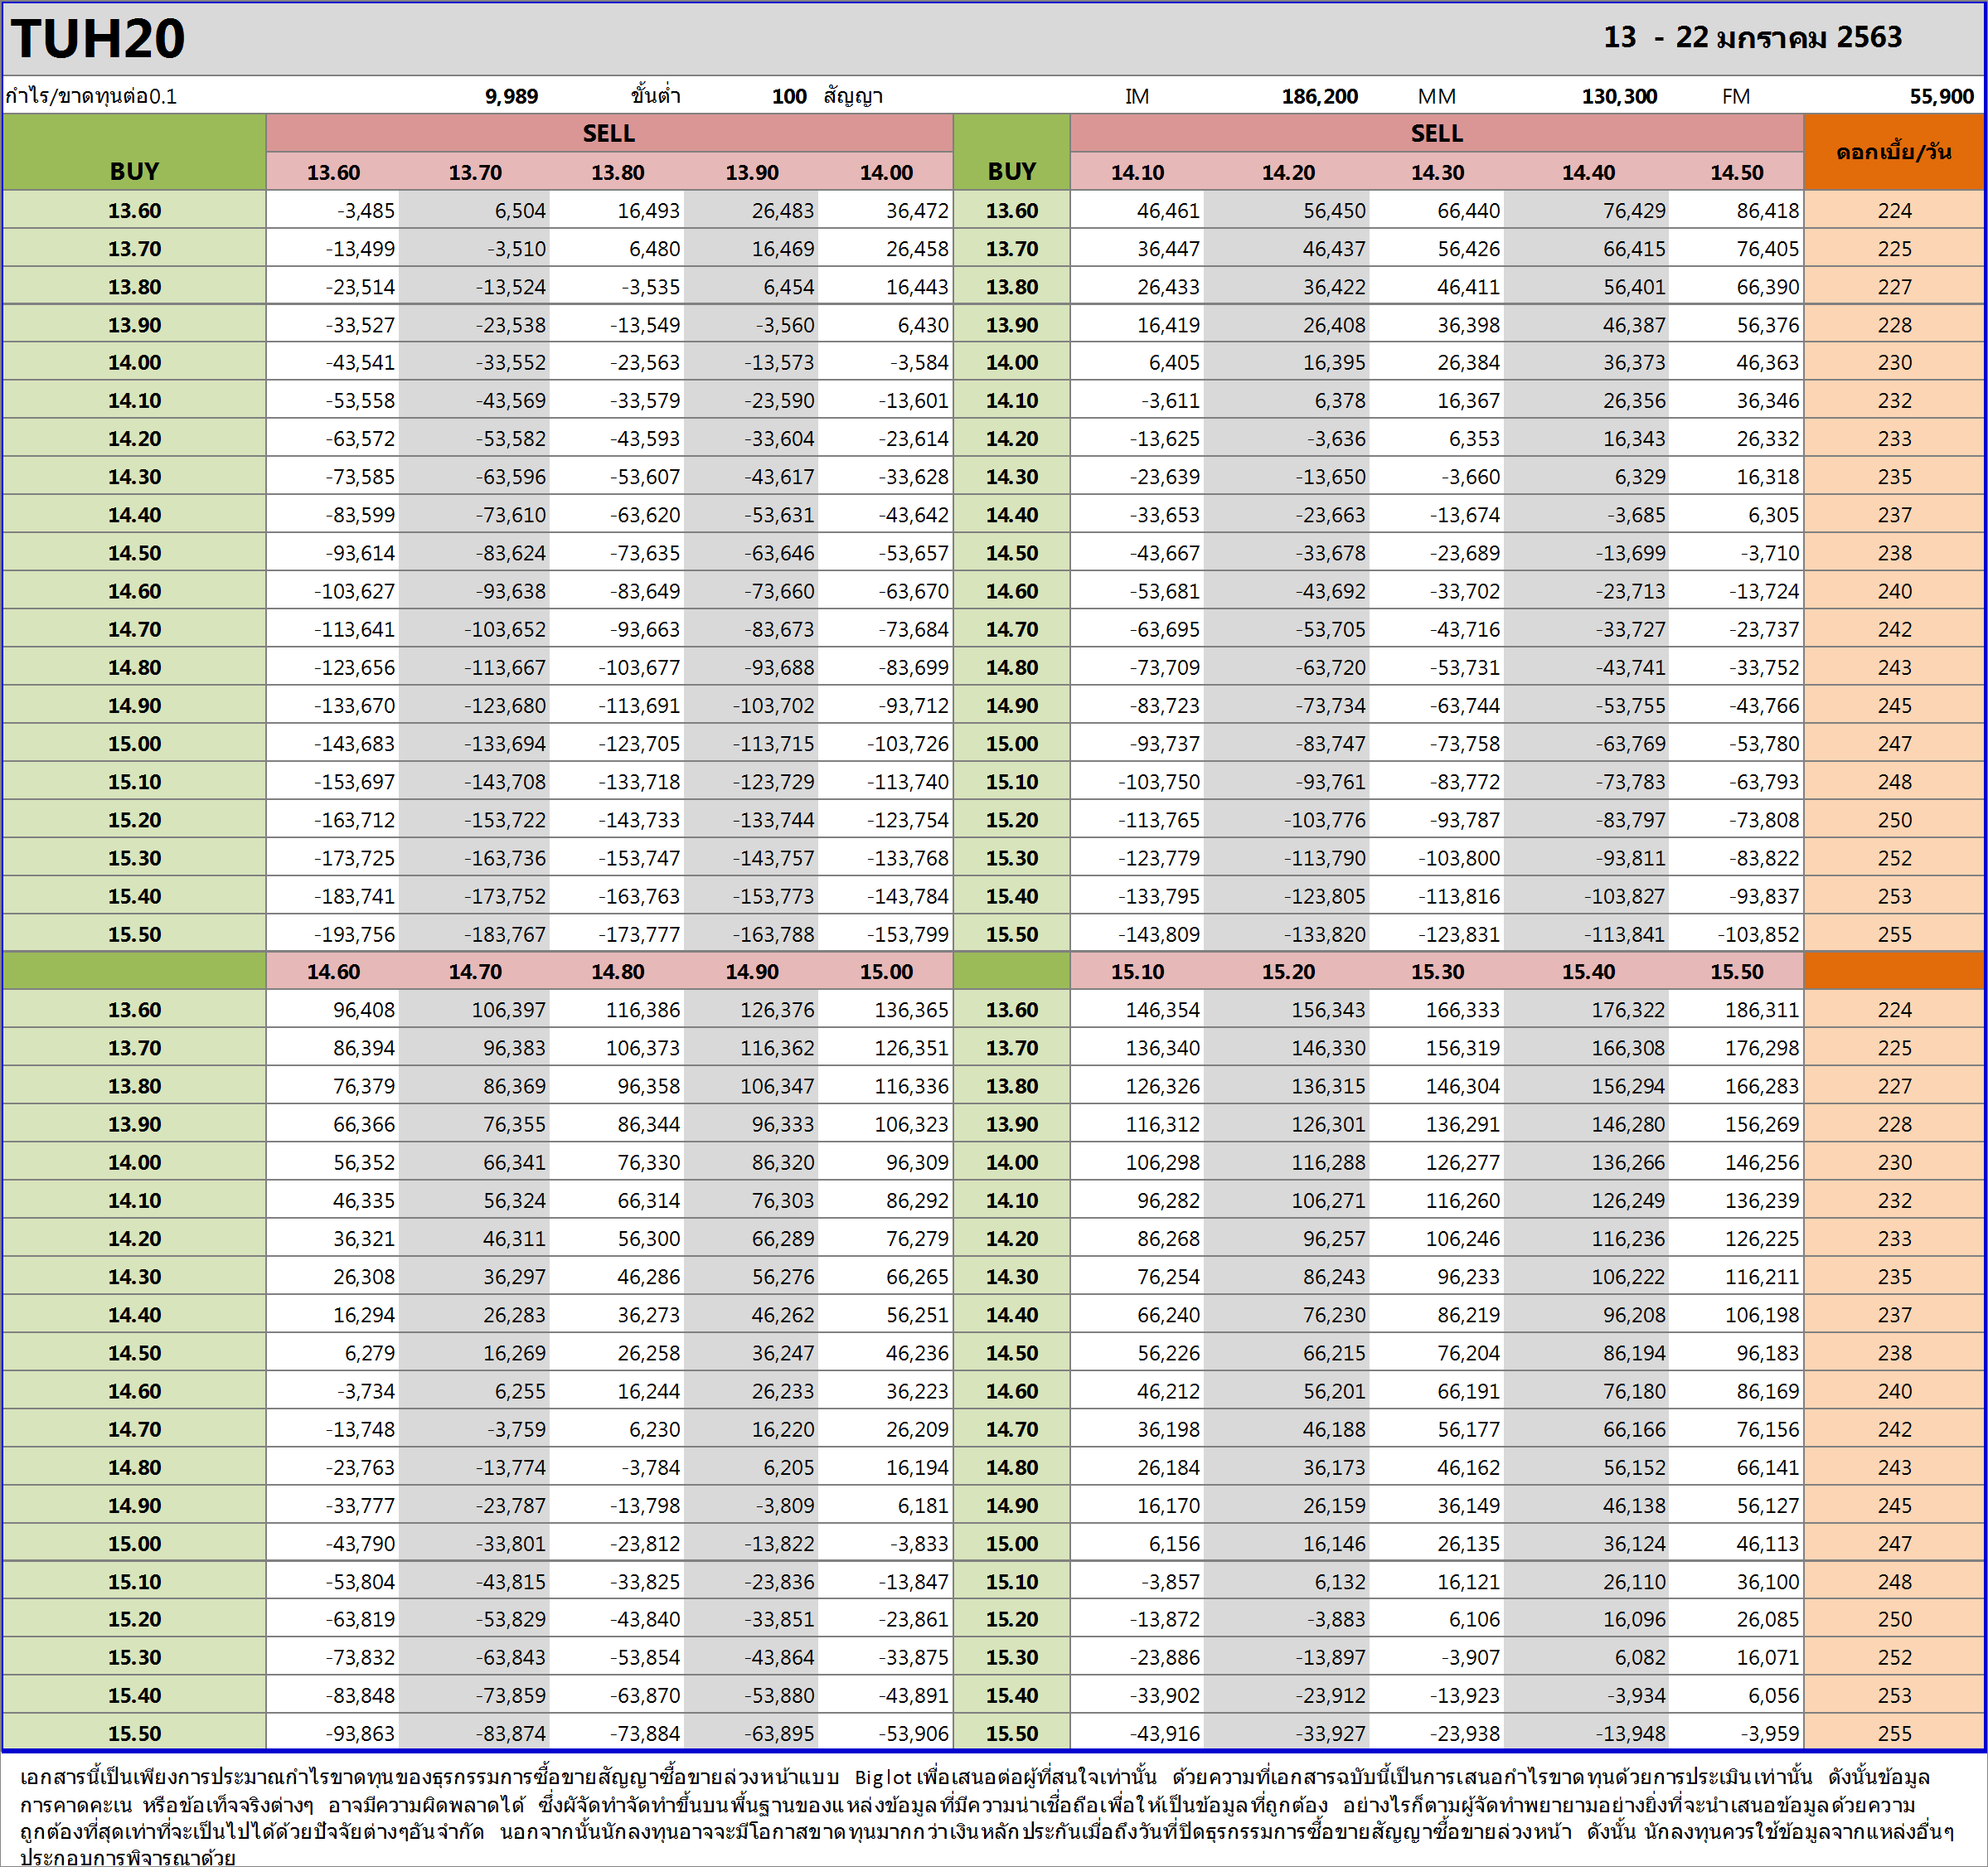 TUH20 13 - 22 มกราคม 2563
กำไร/ขาดทุนต่อ0.1 9,989 ขั้นต่ำ 100 สัญญา IM 186,200 MM 130,300 FM 55,900
BUY SELL BUY SELL ดอกเบี้ย/วัน
13.60 13.70 13.80 13.90 14.00 14.10 14.20 14.30 14.40 14.50
13.60 -3,485 6,504 16,493 26,483 36,472 13.60 46,461 56,450 66,440 76,429 86,418 224
13.70 -13,499 -3,510 6,480 16,469 26,458 13.70 36,447 46,437 56,426 66,415 76,405 225
13.80 -23,514 -13,524 -3,535 6,454 16,443 13.80 26,433 36,422 46,411 56,401 66,390 227
13.90 -33,527 -23,538 -13,549 -3,560 6,430 13.90 16,419 26,408 36,398 46,387 56,376 228
14.00 -43,541 -33,552 -23,563 -13,573 -3,584 14.00 6,405 16,395 26,384 36,373 46,363 230
14.10 -53,558 -43,569 -33,579 -23,590 -13,601 14.10 -3,611 6,378 16,367 26,356 36,346 232
14.20 -63,572 -53,582 -43,593 -33,604 -23,614 14.20 -13,625 -3,636 6,353 16,343 26,332 233
14.30 -73,585 -63,596 -53,607 -43,617 -33,628 14.30 -23,639 -13,650 -3,660 6,329 16,318 235
14.40 -83,599 -73,610 -63,620 -53,631 -43,642 14.40 -33,653 -23,663 -13,674 -3,685 6,305 237
14.50 -93,614 -83,624 -73,635 -63,646 -53,657 14.50 -43,667 -33,678 -23,689 -13,699 -3,710 238
14.60 -103,627 -93,638 -83,649 -73,660 -63,670 14.60 -53,681 -43,692 -33,702 -23,713 -13,724 240
14.70 -113,641 -103,652 -93,663 -83,673 -73,684 14.70 -63,695 -53,705 -43,716 -33,727 -23,737 242
14.80 -123,656 -113,667 -103,677 -93,688 -83,699 14.80 -73,709 -63,720 -53,731 -43,741 -33,752 243
14.90 -133,670 -123,680 -113,691 -103,702 -93,712 14.90 -83,723 -73,734 -63,744 -53,755 -43,766 245
15.00 -143,683 -133,694 -123,705 -113,715 -103,726 15.00 -93,737 -83,747 -73,758 -63,769 -53,780 247
15.10 -153,697 -143,708 -133,718 -123,729 -113,740 15.10 -103,750 -93,761 -83,772 -73,783 -63,793 248
15.20 -163,712 -153,722 -143,733 -133,744 -123,754 15.20 -113,765 -103,776 -93,787 -83,797 -73,808 250
15.30 -173,725 -163,736 -153,747 -143,757 -133,768 15.30 -123,779 -113,790 -103,800 -93,811 -83,822 252
15.40 -183,741 -173,752 -163,763 -153,773 -143,784 15.40 -133,795 -123,805 -113,816 -103,827 -93,837 253
15.50 -193,756 -183,767 -173,777 -163,788 -153,799 15.50 -143,809 -133,820 -123,831 -113,841 -103,852 255
14.60 14.70 14.80 14.90 15.00 15.10 15.20 15.30 15.40 15.50
13.60 96,408 106,397 116,386 126,376 136,365 13.60 146,354 156,343 166,333 176,322 186,311 224
13.70 86,394 96,383 106,373 116,362 126,351 13.70 136,340 146,330 156,319 166,308 176,298 225
13.80 76,379 86,369 96,358 106,347 116,336 13.80 126,326 136,315 146,304 156,294 166,283 227
13.90 66,366 76,355 86,344 96,333 106,323 13.90 116,312 126,301 136,291 146,280 156,269 228
14.00 56,352 66,341 76,330 86,320 96,309 14.00 106,298 116,288 126,277 136,266 146,256 230
14.10 46,335 56,324 66,314 76,303 86,292 14.10 96,282 106,271 116,260 126,249 136,239 232
14.20 36,321 46,311 56,300 66,289 76,279 14.20 86,268 96,257 106,246 116,236 126,225 233
14.30 26,308 36,297 46,286 56,276 66,265 14.30 76,254 86,243 96,233 106,222 116,211 235
14.40 16,294 26,283 36,273 46,262 56,251 14.40 66,240 76,230 86,219 96,208 106,198 237
14.50 6,279 16,269 26,258 36,247 46,236 14.50 56,226 66,215 76,204 86,194 96,183 238
14.60 -3,734 6,255 16,244 26,233 36,223 14.60 46,212 56,201 66,191 76,180 86,169 240
14.70 -13,748 -3,759 6,230 16,220 26,209 14.70 36,198 46,188 56,177 66,166 76,156 242
14.80 -23,763 -13,774 -3,784 6,205 16,194 14.80 26,184 36,173 46,162 56,152 66,141 243
14.90 -33,777 -23,787 -13,798 -3,809 6,181 14.90 16,170 26,159 36,149 46,138 56,127 245
15.00 -43,790 -33,801 -23,812 -13,822 -3,833 15.00 6,156 16,146 26,135 36,124 46,113 247
15.10 -53,804 -43,815 -33,825 -23,836 -13,847 15.10 -3,857 6,132 16,121 26,110 36,100 248
15.20 -63,819 -53,829 -43,840 -33,851 -23,861 15.20 -13,872 -3,883 6,106 16,096 26,085 250
15.30 -73,832 -63,843 -53,854 -43,864 -33,875 15.30 -23,886 -13,897 -3,907 6,082 16,071 252
15.40 -83,848 -73,859 -63,870 -53,880 -43,891 15.40 -33,902 -23,912 -13,923 -3,934 6,056 253
15.50 -93,863 -83,874 -73,884 -63,895 -53,906 15.50 -43,916 -33,927 -23,938 -13,948 -3,959 255
เอกสารนี้เป็นเพียงการประมาณกำไรขาดทุนของธุรกรรมการซื้อขายสัญญาซื้อขายล่วงหน้าแบบ Biglot เพื่อเสนอต่อผู้ที่สนใจเท่านั้น ด้วยความที่เอกสารฉบับนี้เป็นการเสนอกำไรขาดทุนด้วยการประเมินเท่านั้น ดังนั้นข้อมูล
การคาดคะเน หรือข้อเท็จจริงต่างๆ อาจมีความผิดพลาดได้ ซึ่งผัจัดทำจัดทำขึ้นบนพื้นฐานของแหล่งข้อมูลที่มีความน่าเชื่อถือเพื่อให้เป็นข้อมูลที่ถูกต้อง อย่างไรก็ตามผู้จัดทำพยายามอย่างยิ่งที่จะนำเสนอข้อมูลด้วยความ
ถูกต้องที่สุดเท่าที่จะเป็นไปได้ด้วยปัจจัยต่างๆอันจำกัด นอกจากนั้นนักลงทุนอาจจะมีโอกาสขาดทุนมากกว่าเงินหลักประกันเมื่อถึงวันที่ปิดธุรกรรมการซื้อขายสัญญาซื้อขายล่วงหน้า ดังนั้น นักลงทุนควรใช้ข้อมูลจากแหล่งอื่นๆ
ประกอบการพิจารณาด้วย